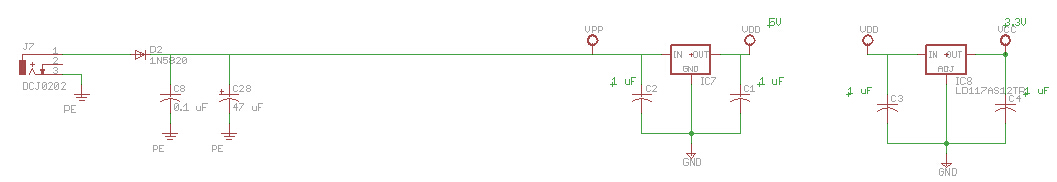 J7
1
2
3
DCJ0202
PE
D2
1N5820
C8
0.1 uF
PE
C28
47 uF
PE
VPP
1 uF
C2
IN
OUT
GND
IC7
VDD
5V
1 uF
C1
GND
VDD
1 uF
C3
IN
OUT
ADJ
IC8
LD117AS12TR
VCC
3.3V
1 uF
C4
GND